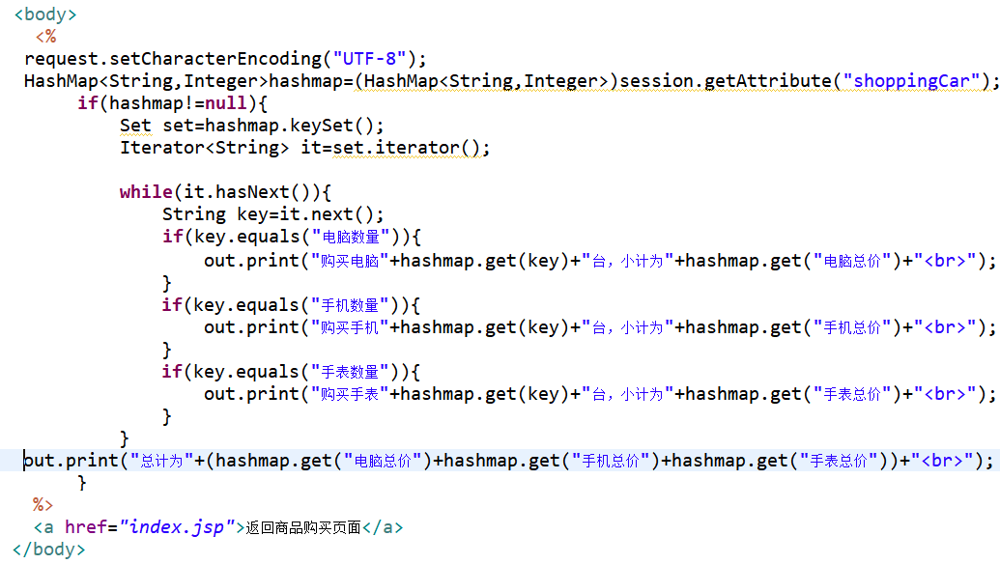 <body>
<%
request.setCharacterEncoding("UTF-8");
HashMap<String,Integer>hashmap=(HashMap<String,Integer>)session.getAttribute("shoppingCar");
if(hashmap!=null){
Set set=hashmap.keySet();
Iterator<String> it=set.iterator();
while(it.hasNext()){
String key=it.next();
if(key.equals("电脑数量")){
out.print("购买电脑"+hashmap.get(key)+"台，小计为"+hashmap.get("电脑总价")+"<br>");
}
if(key.equals("手机数量")){
out.print("购买手机"+hashmap.get(key)+"台，小计为"+hashmap.get("手机总价")+"<br>");
}
if(key.equals("手表数量")){
out.print("购买手表"+hashmap.get(key)+"台，小计为"+hashmap.get("手表总价")+"<br>");
}
}
out.print("总计为"+(hashmap.get("电脑总价")+hashmap.get("手机总价")+hashmap.get("手表总价"))+"<br>");
}
%>
<a href="index.jsp">返回商品购买页面</a>
</body>